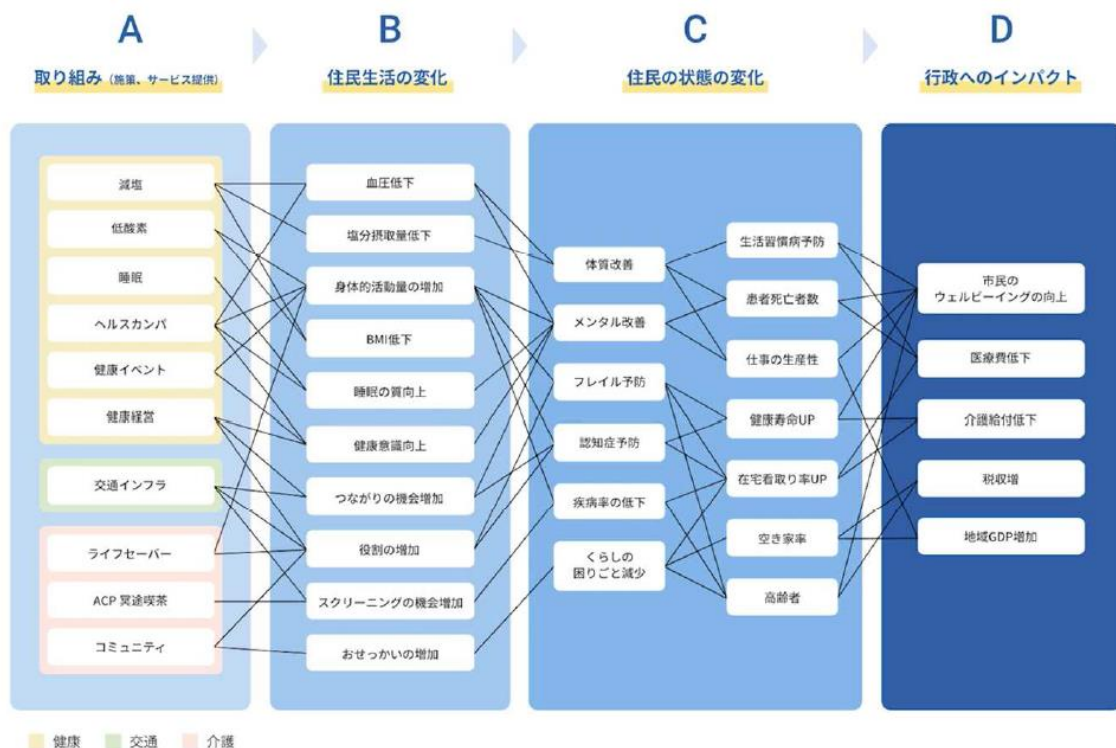 A
取り組み（施策、サービス提供）
減塩
低酸素
睡眠
ヘルスカンパ
健康イベント
健康経営
交通インフラ
ライフセーバー
ACP 冥途喫茶
コミュニティ
B
住民生活の変化
血圧低下
塩分摂取量低下
身体的活動量の増加
BMI低下
睡眠の質向上
健康意識向上
つながりの機会増加
役割の増加
スクリーニングの機会増加
おせっかいの増加
C
住民の状態の変化
体質改善
メンタル改善
フレイル予防
認知症予防
疾病率の低下
くらしの
困りごと減少
生活習慣病予防
患者死亡者数
仕事の生産性
健康寿命UP
在宅看取り率UP
空き家率
高齢者
D
行政へのインパクト
市民の
ウェルビーイングの向上
医療費低下
介護給付低下
税収増
地域GDP増加
健康
交通
介護